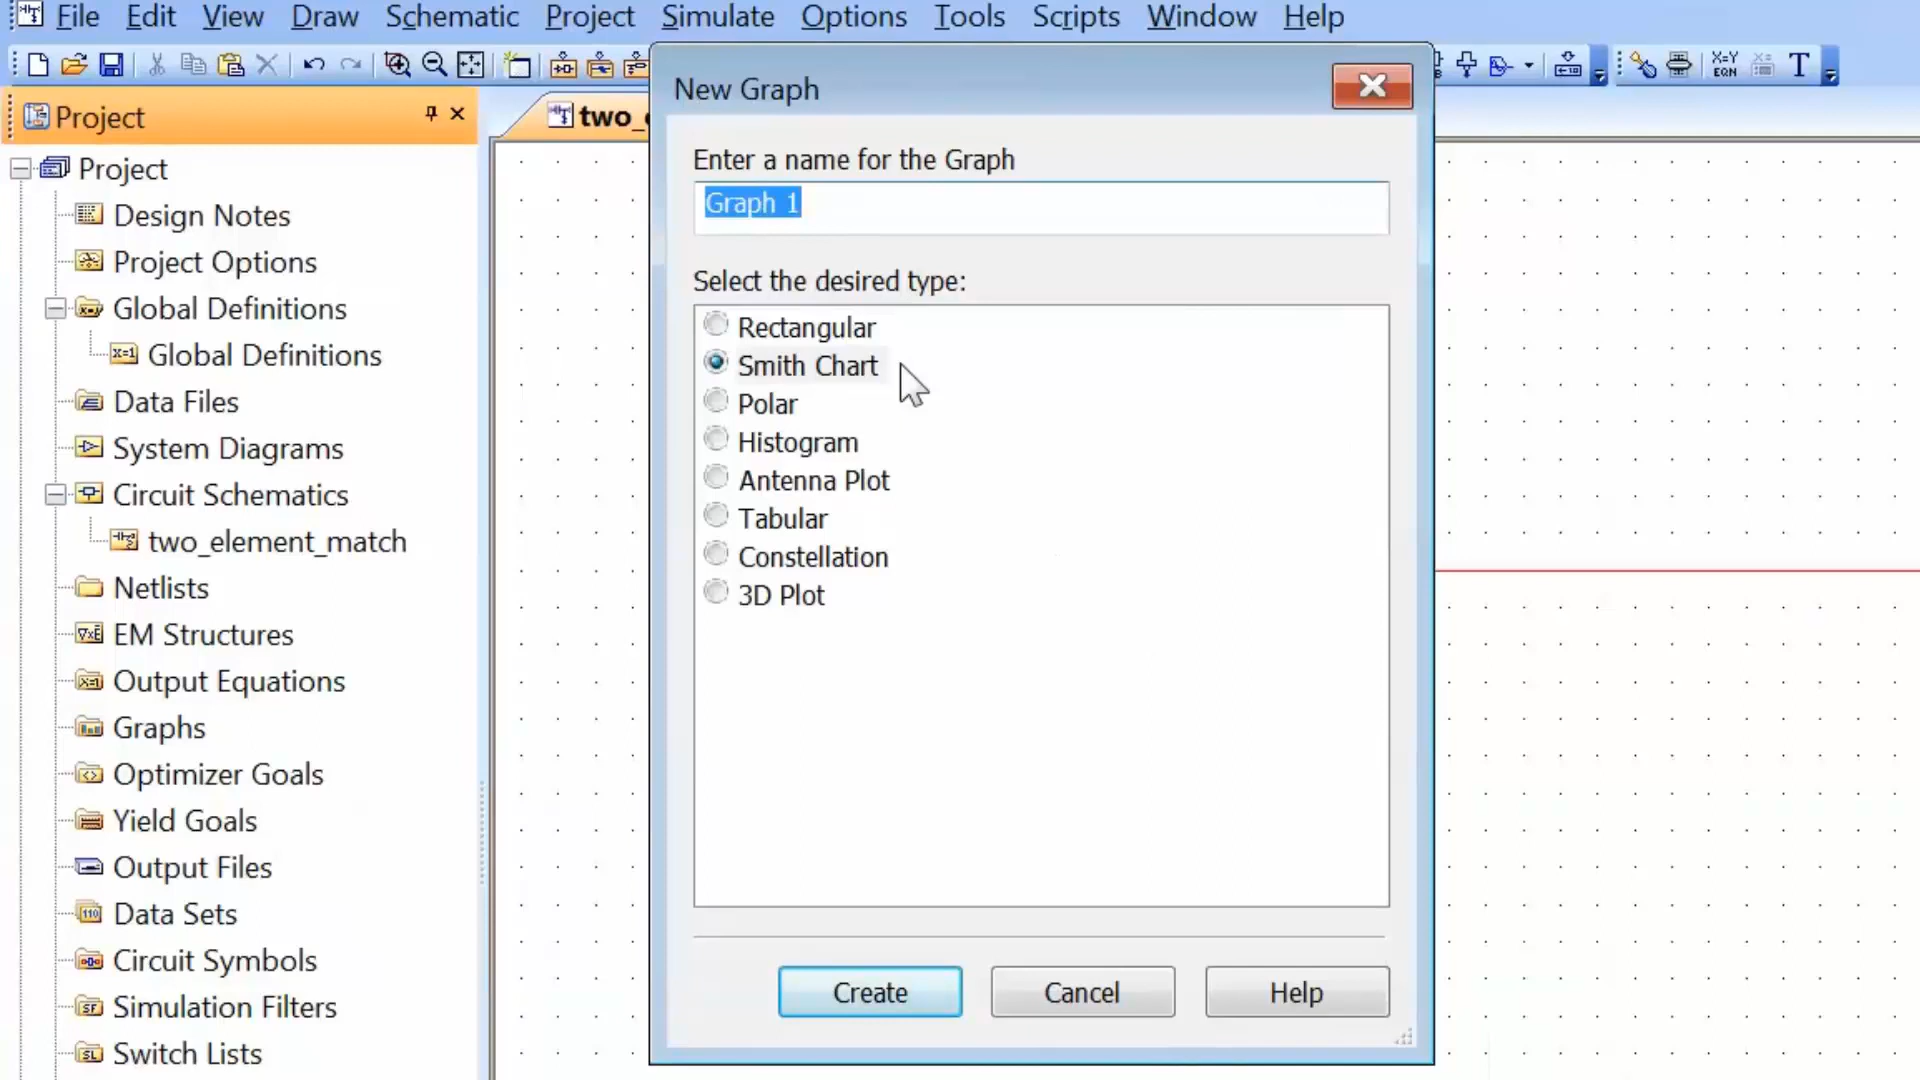 File Edit View Draw Schematic Project Simulate Options Tools Scripts Window Help
X=Y
EQN
T
Project
two_
Project
Design Notes
Project Options
Global Definitions
Global Definitions
Data Files
System Diagrams
Circuit Schematics
two_element_match
Netlists
EM Structures
Output Equations
Graphs
Optimizer Goals
Yield Goals
Output Files
Data Sets
Circuit Symbols
Simulation Filters
Switch Lists
New Graph
Enter a name for the Graph
Graph 1
Select the desired type:
Rectangular
Smith Chart
Polar
Histogram
Antenna Plot
Tabular
Constellation
3D Plot
Create Cancel Help